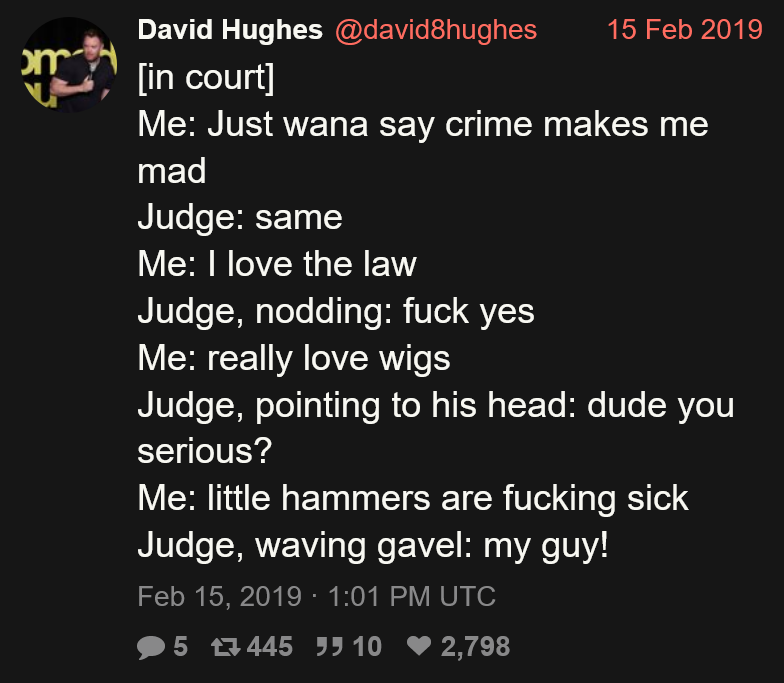 David Hughes @david8hughes 15 Feb 2019
[in court]
Me: Just wana say crime makes me
mad
Judge: same
Me: I love the law
Judge, nodding: fuck yes
Me: really love wigs
Judge, pointing to his head: dude you
serious?
Me: little hammers are fucking sick
Judge, waving gavel: my guy!
Feb 15, 2019 · 1:01 PM UTC
5 445 10 2,798